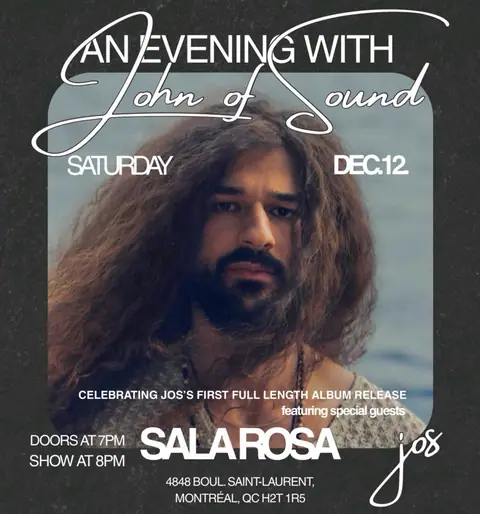 AN EVENING WITH
John of Sound
SATURDAY
DEC.12.
CELEBRATING JOS'S FIRST FULL LENGTH ALBUM RELEASE
featuring special guests
DOORS AT 7PM
SHOW AT 8PM
SALA ROSA
jos
4848 BOUL. SAINT-LAURENT,
MONTRÉAL, QC H2T 1R5